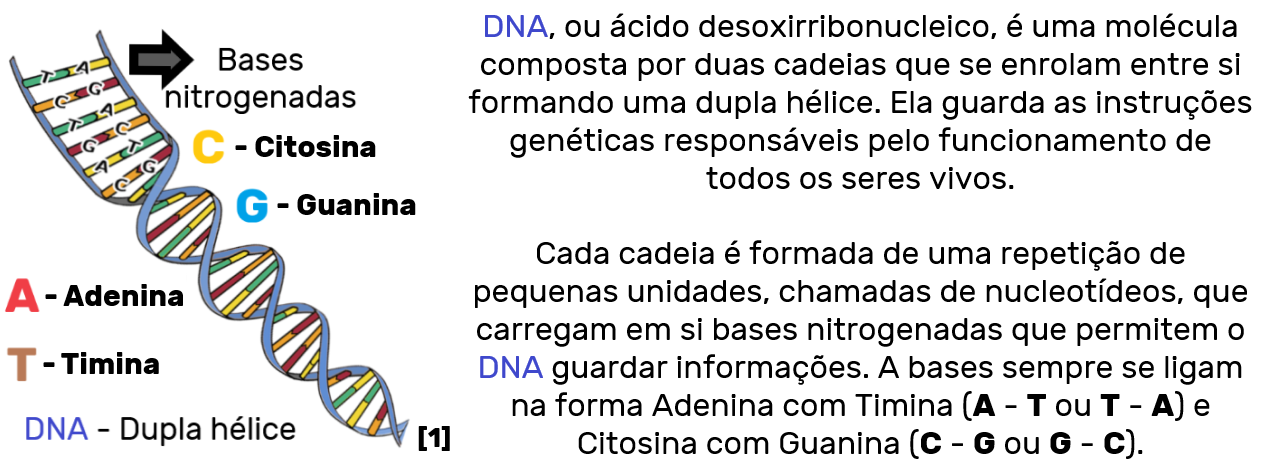 T A
C G
T A
G C
A T
C G
Bases
nitrogenadas
C - Citosina
G - Guanina
A - Adenina
T - Timina
DNA - Dupla hélice
[1]
DNA, ou ácido desoxirribonucleico, é uma molécula
composta por duas cadeias que se enrolam entre si
formando uma dupla hélice. Ela guarda as instruções
genéticas responsáveis pelo funcionamento de
todos os seres vivos.
Cada cadeia é formada de uma repetição de
pequenas unidades, chamadas de nucleotídeos, que
carregam em si bases nitrogenadas que permitem o
DNA guardar informações. A bases sempre se ligam
na forma Adenina com Timina (A - T ou T - A) e
Citosina com Guanina (C - G ou G - C).